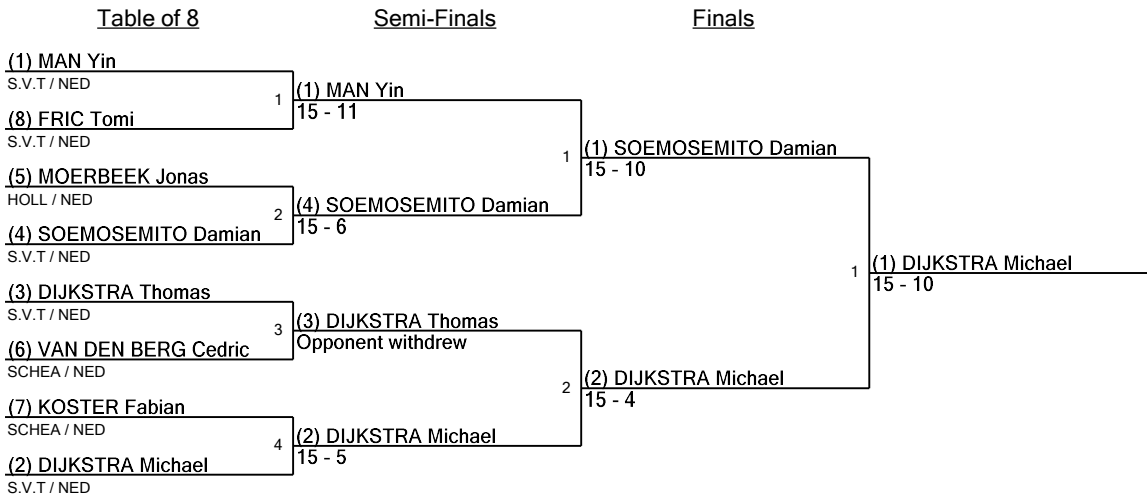 Table of 8
Semi-Finals
Finals
(1) MAN Yin
S.V.T / NED
(8) FRIC Tomi
S.V.T / NED
(5) MOERBEEK Jonas
HOLL / NED
(4) SOEMOSEMITO Damian
S.V.T / NED
(3) DIJKSTRA Thomas
S.V.T / NED
(6) VAN DEN BERG Cedric
SCHEA / NED
(7) KOSTER Fabian
SCHEA / NED
(2) DIJKSTRA Michael
S.V.T / NED
1
(1) MAN Yin
15 - 11
2
(4) SOEMOSEMITO Damian
15 - 6
3
(3) DIJKSTRA Thomas
Opponent withdrew
4
(2) DIJKSTRA Michael
15 - 5
1
(1) SOEMOSEMITO Damian
15 - 10
2
(2) DIJKSTRA Michael
15 - 4
1
(1) DIJKSTRA Michael
15 - 10